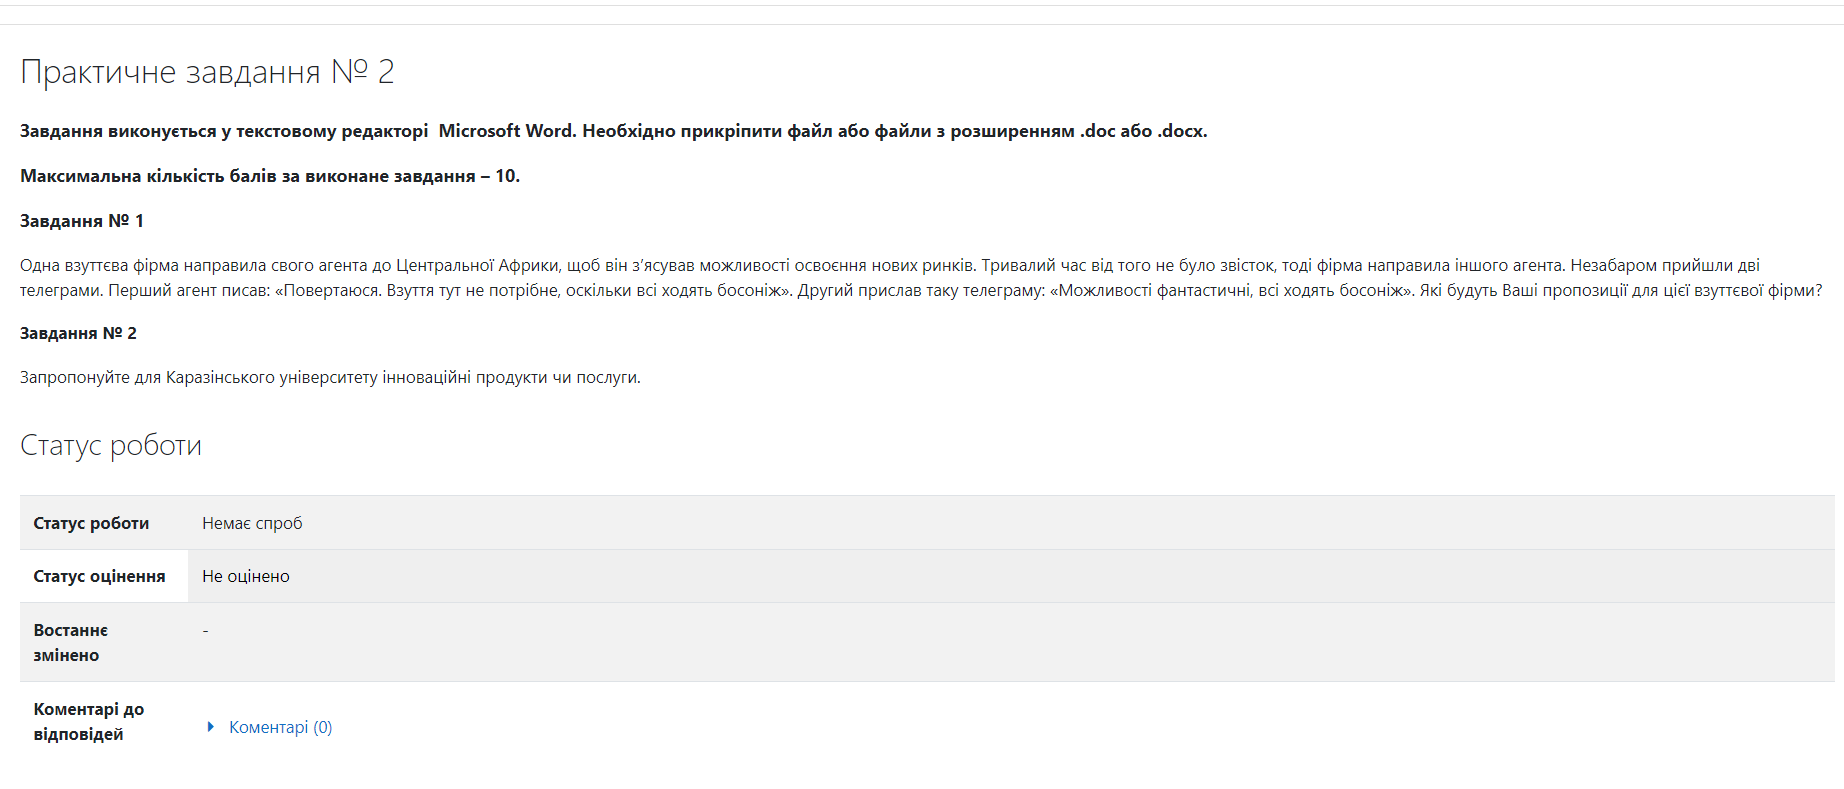 Практичне завдання № 2
Завдання виконується у текстовому редакторі  Microsoft Word. Необхідно прикріпити файл або файли з розширенням .doc або .docx.
Максимальна кількість балів за виконане завдання – 10.
Завдання № 1
Одна взуттєва фірма направила свого агента до Центральної Африки, щоб він з’ясував можливості освоєння нових ринків. Тривалий час від того не було звісток, тоді фірма направила іншого агента. Незабаром прийшли дві
телеграми. Перший агент писав: «Повертаюся. Взуття тут не потрібне, оскільки всі ходять босоніж». Другий прислав таку телеграму: «Можливості фантастичні, всі ходять босоніж». Які будуть Ваші пропозиції для цієї взуттєвої фірми?
Завдання № 2
Запропонуйте для Каразінського університету інноваційні продукти чи послуги.
Статус роботи
Статус роботи Немає спроб
Статус оцінення Не оцінено
Востаннє -
змінено
Коментарі до
відповідей Коментарі (0)